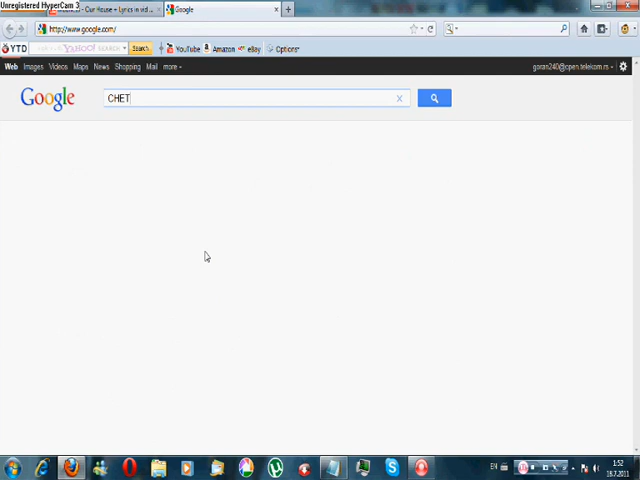 Unregistered HyperCam 3
- Our House + Lyrics in vid ...
Google
http://www.google.com/
YTD
YAHOO! SEARCH
Search
YouTube
Amazon
eBay
Options
Web Images Videos Maps News Shopping Mail more
goran240@open.telekom.rs
Google
CHET
EN
1:52
18.7.2011